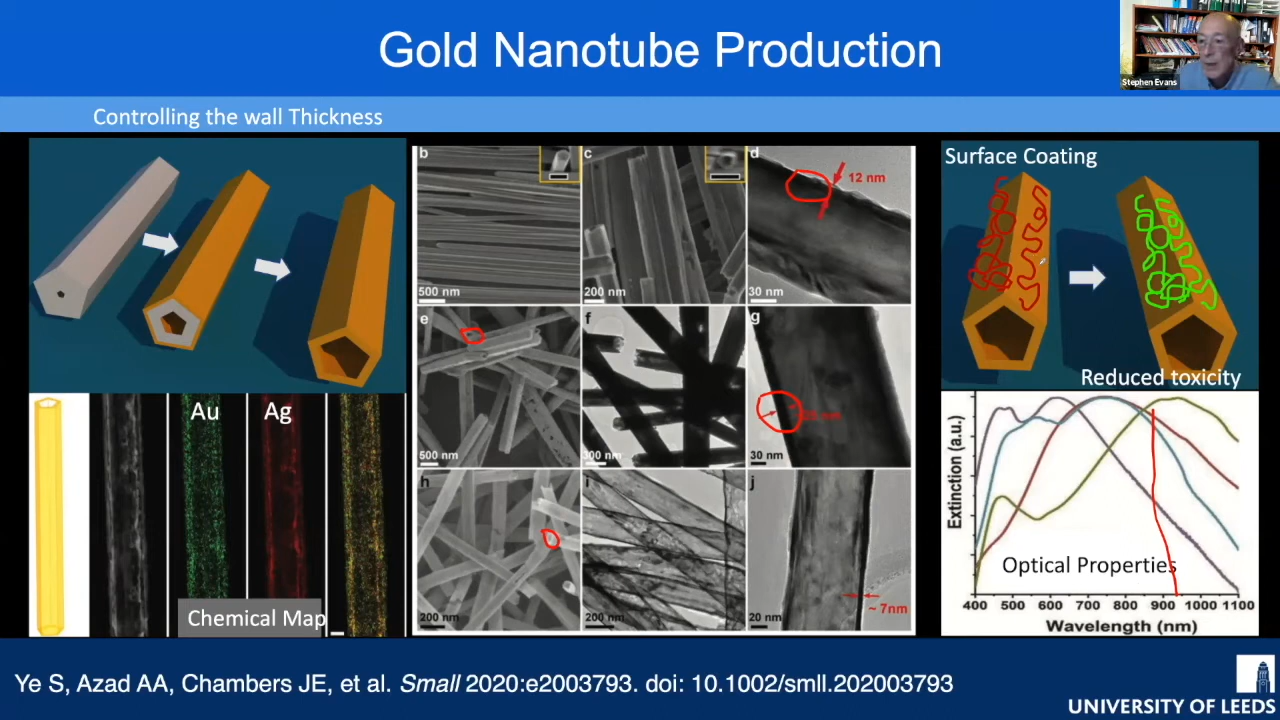 Gold Nanotube Production
Stephen Evans
Controlling the wall Thickness
b
500 nm
c
200 nm
d
12 nm
30 nm
e
500 nm
f
300 nm
g
30 nm
h
200 nm
i
200 nm
j
~ 7nm
20 nm
Au
Ag
Chemical Map
Surface Coating
Reduced toxicity
Extinction (a.u.)
Optical Properties
400 500 600 700 800 900 1000 1100
Wavelength (nm)
Ye S, Azad AA, Chambers JE, et al. Small 2020:e2003793. doi: 10.1002/smll.202003793
UNIVERSITY OF LEEDS